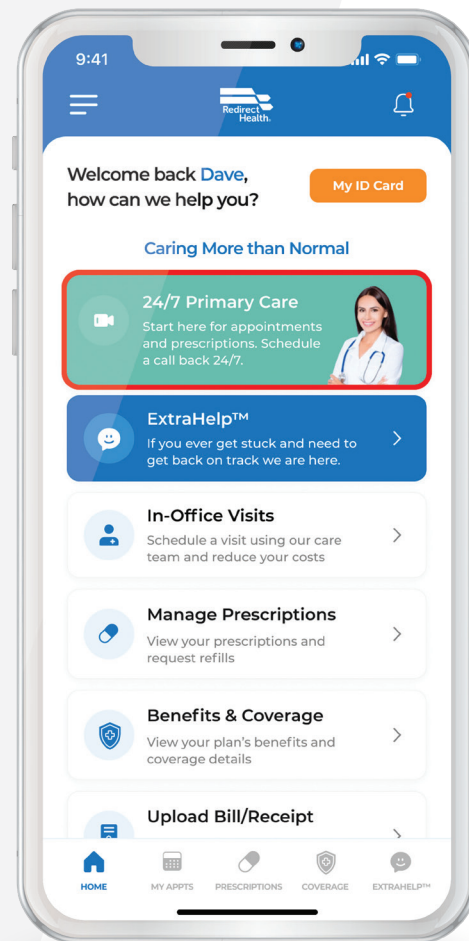 9:41
Redirect
Health.
Welcome back Dave,
how can we help you?
My ID Card
Caring More than Normal
24/7 Primary Care
Start here for appointments
and prescriptions. Schedule
a call back 24/7.
ExtraHelp™
If you ever get stuck and need to
get back on track we are here.
In-Office Visits
Schedule a visit using our care
team and reduce your costs
Manage Prescriptions
View your prescriptions and
request refills
Benefits & Coverage
View your plan's benefits and
coverage details
Upload Bill/Receipt
HOME
MY APPTS
PRESCRIPTIONS
COVERAGE
EXTRAHELP™